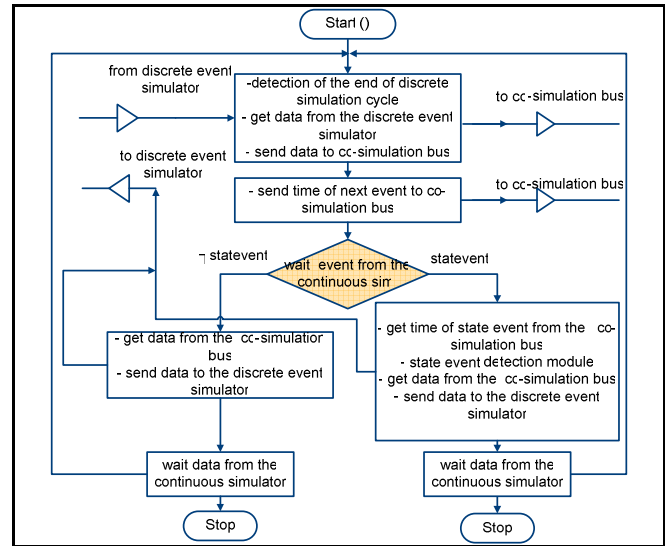 Start ()
from discrete event
simulator
-detection of the end of discrete
simulation cycle
- get data from the discrete event
simulator
- send data to co-simulation bus
to co-simulation bus
to discrete event
simulator
- send time of next event to co-
simulation bus
to co-simulation bus
¬ statevent
wait event from the
continuous sim
statevent
- get data from the co-simulation
bus
- send data to the discrete event
simulator
- get time of state event from the co-
simulation bus
- state event detection module
- get data from the co-simulation bus
- send data to the discrete event
simulator
wait data from the
continuous simulator
wait data from the
continuous simulator
Stop
Stop